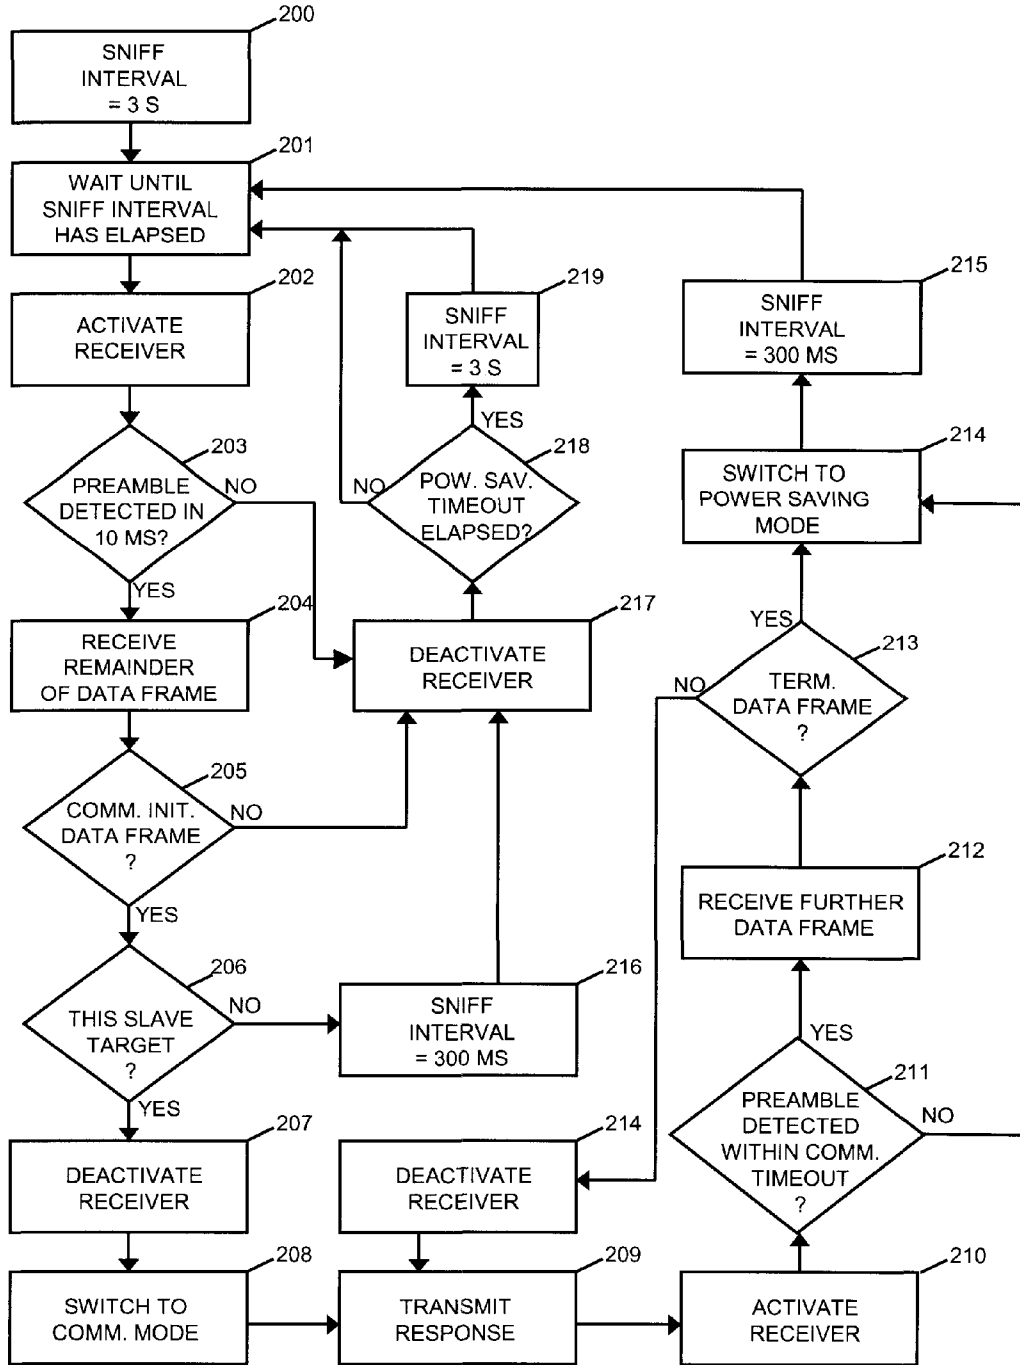 200
SNIFF
INTERVAL
= 3 S
201
WAIT UNTIL
SNIFF INTERVAL
HAS ELAPSED
202
ACTIVATE
RECEIVER
203
PREAMBLE
DETECTED IN
10 MS?
NO
YES
204
RECEIVE
REMAINDER
OF DATA FRAME
205
COMM. INIT.
DATA FRAME
?
NO
YES
206
THIS SLAVE
TARGET
?
NO
YES
207
DEACTIVATE
RECEIVER
208
SWITCH TO
COMM. MODE
219
SNIFF
INTERVAL
= 3 S
YES
218
POW. SAV.
TIMEOUT
ELAPSED?
NO
217
DEACTIVATE
RECEIVER
216
SNIFF
INTERVAL
= 300 MS
214
DEACTIVATE
RECEIVER
209
TRANSMIT
RESPONSE
215
SNIFF
INTERVAL
= 300 MS
214
SWITCH TO
POWER SAVING
MODE
YES
213
TERM.
DATA FRAME
?
NO
212
RECEIVE FURTHER
DATA FRAME
YES
211
PREAMBLE
DETECTED
WITHIN COMM.
TIMEOUT
?
NO
210
ACTIVATE
RECEIVER